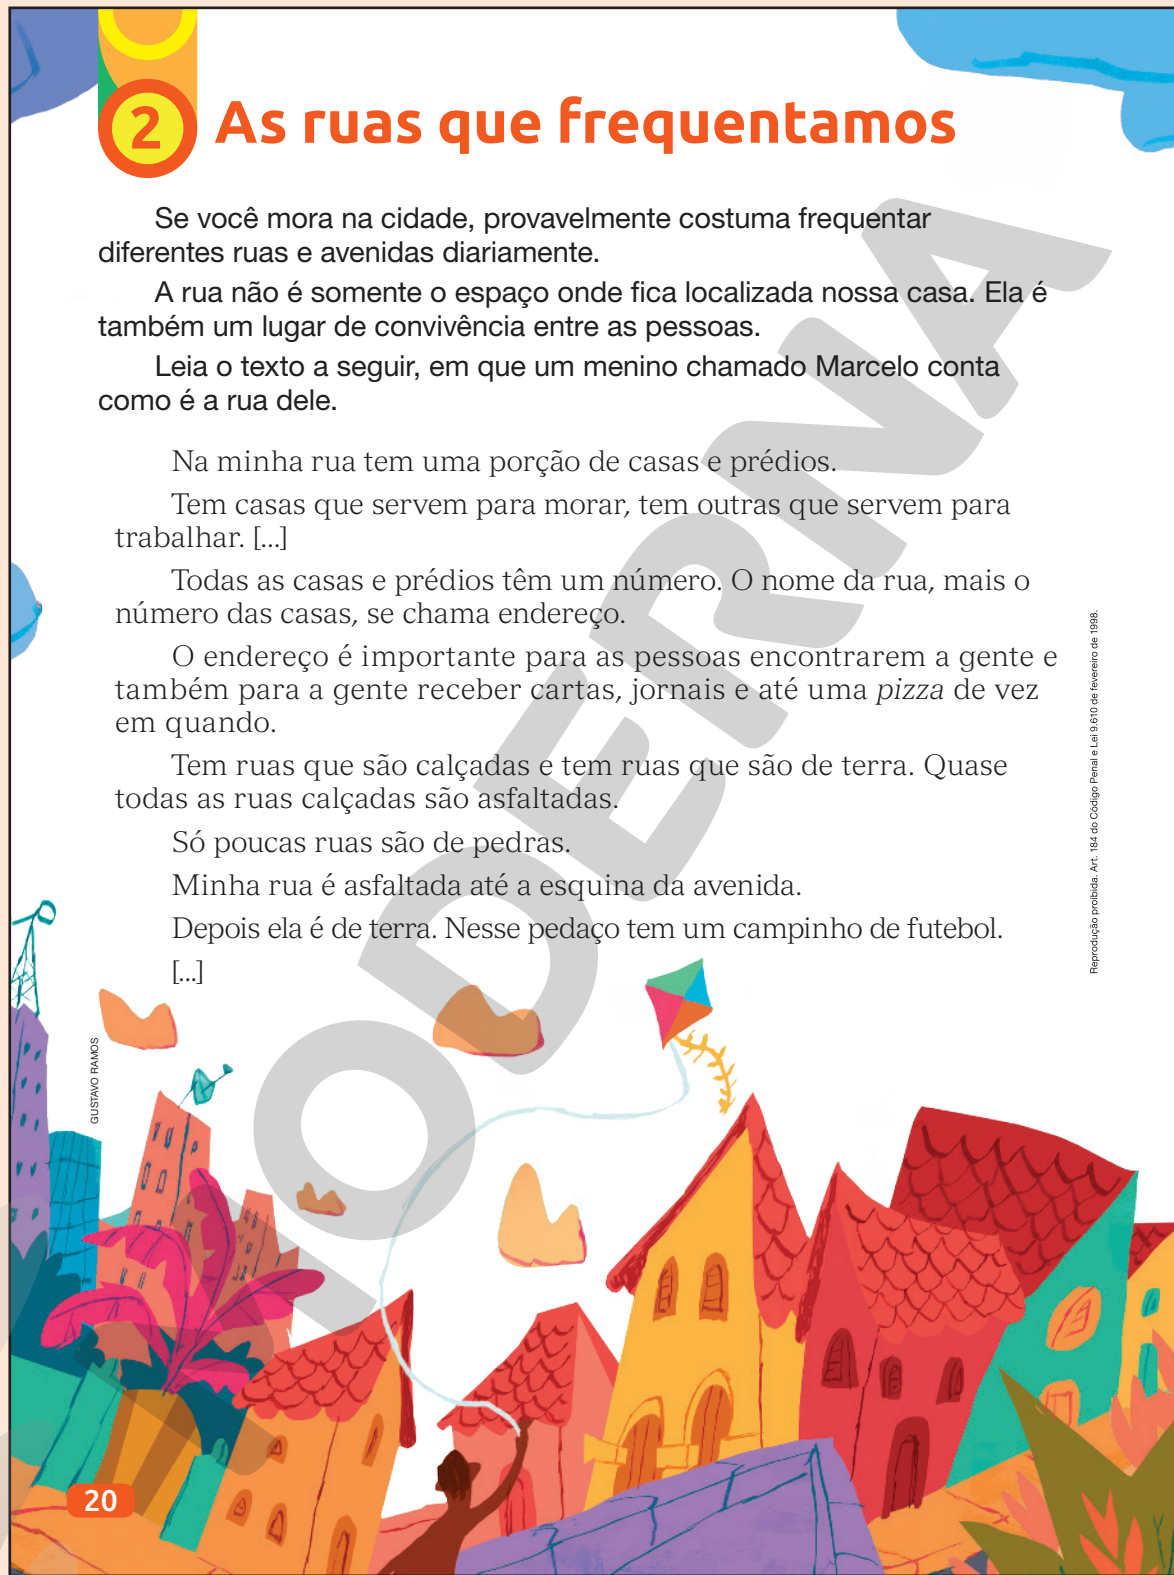 2 As ruas que frequentamos
Se você mora na cidade, provavelmente costuma frequentar
diferentes ruas e avenidas diariamente.
A rua não é somente o espaço onde fica localizada nossa casa. Ela é
também um lugar de convivência entre as pessoas.
Leia o texto a seguir, em que um menino chamado Marcelo conta
como é a rua dele.
Na minha rua tem uma porção de casas e prédios.
Tem casas que servem para morar, tem outras que servem para
trabalhar. [...]
Todas as casas e prédios têm um número. O nome da rua, mais o
número das casas, se chama endereço.
O endereço é importante para as pessoas encontrarem a gente e
também para a gente receber cartas, jornais e até uma pizza de vez
em quando.
Tem ruas que são calçadas e tem ruas que são de terra. Quase
todas as ruas calçadas são asfaltadas.
Só poucas ruas são de pedras.
Minha rua é asfaltada até a esquina da avenida.
Depois ela é de terra. Nesse pedaço tem um campinho de futebol.
[...]
Reprodução proibida. Art. 184 do Código Penal e Lei 9.610 de fevereiro de 1998.
GUSTAVO RAMOS
MODERNA
20